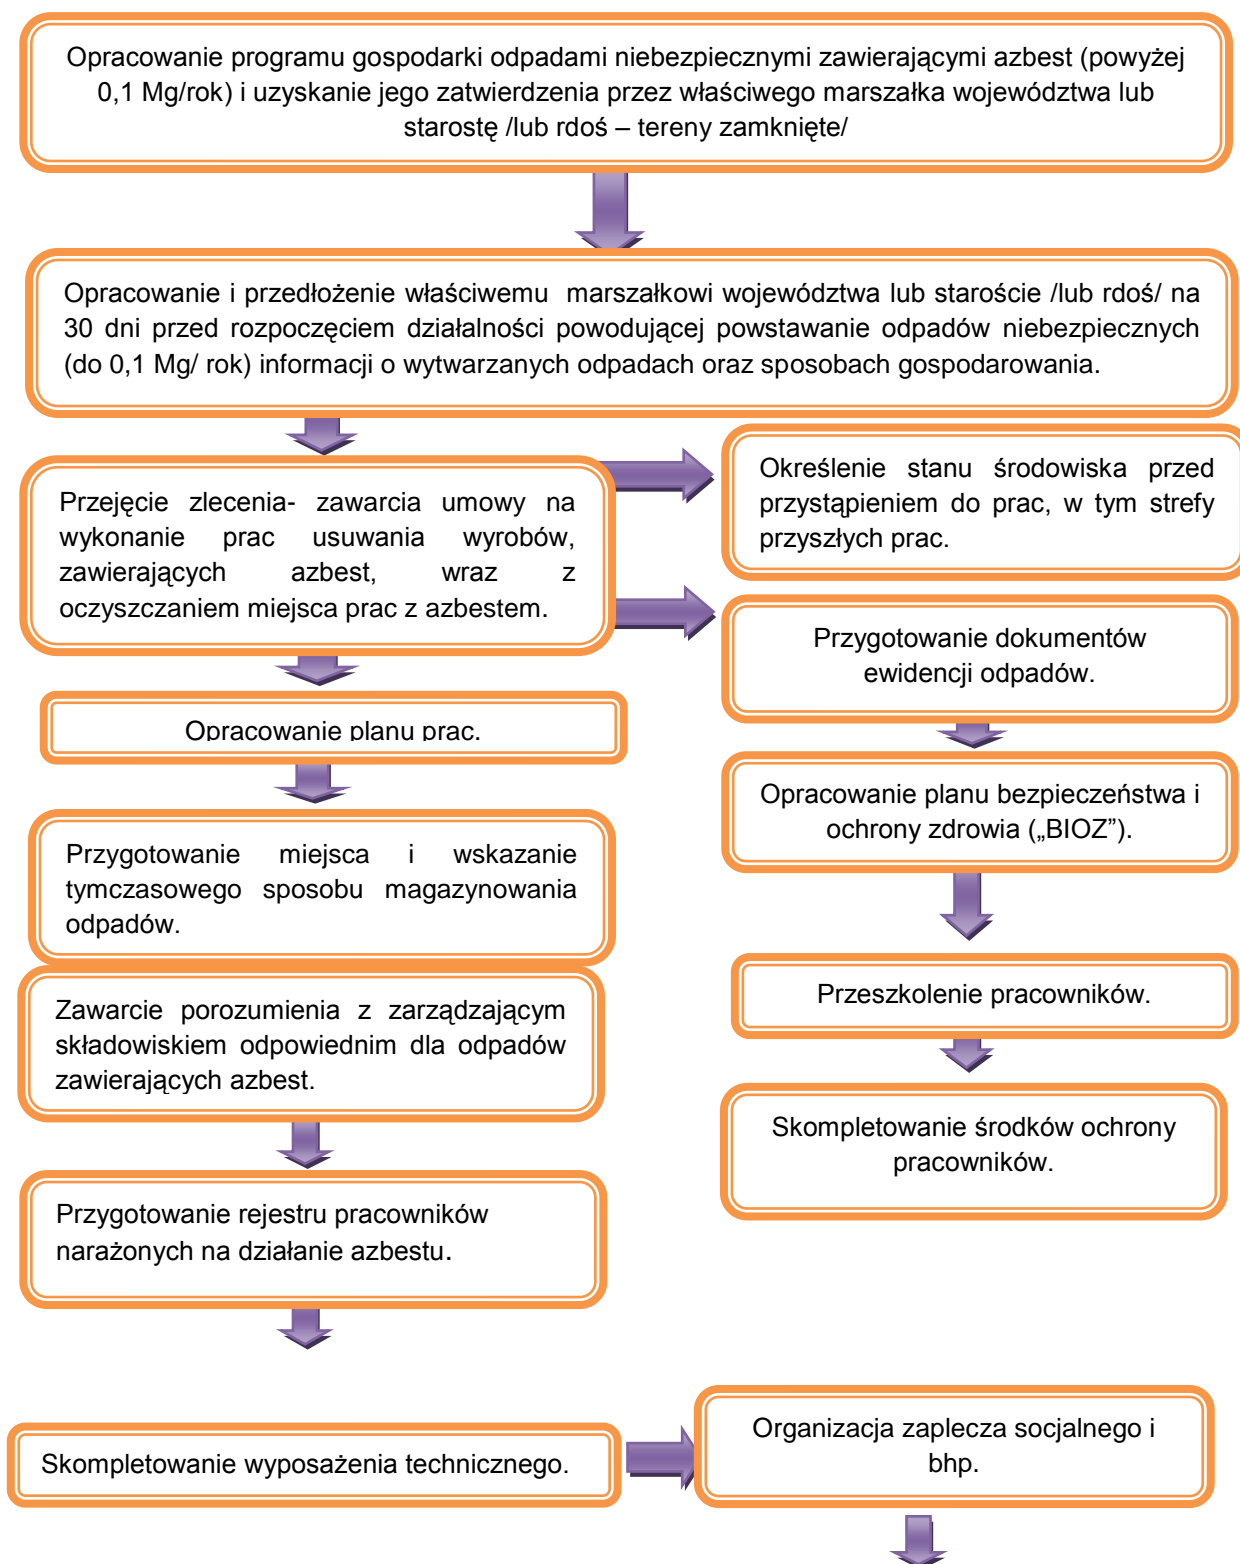 Opracowanie programu gospodarki odpadami niebezpiecznymi zawierającymi azbest (powyżej
0,1 Mg/rok) i uzyskanie jego zatwierdzenia przez właściwego marszałka województwa lub
starostę /lub rdoś – tereny zamknięte/
Opracowanie i przedłożenie właściwemu marszałkowi województwa lub staroście /lub rdoś/ na
30 dni przed rozpoczęciem działalności powodującej powstawanie odpadów niebezpiecznych
(do 0,1 Mg/ rok) informacji o wytwarzanych odpadach oraz sposobach gospodarowania.
Przejęcie zlecenia- zawarcia umowy na
wykonanie prac usuwania wyrobów,
zawierających azbest, wraz z
oczyszczaniem miejsca prac z azbestem.
Określenie stanu środowiska przed
przystąpieniem do prac, w tym strefy
przyszłych prac.
Przygotowanie dokumentów
ewidencji odpadów.
Opracowanie planu prac.
Opracowanie planu bezpieczeństwa i
ochrony zdrowia („BIOZ”).
Przygotowanie miejsca i wskazanie
tymczasowego sposobu magazynowania
odpadów.
Przeszkolenie pracowników.
Zawarcie porozumienia z zarządzającym
składowiskiem odpowiednim dla odpadów
zawierających azbest.
Skompletowanie środków ochrony
pracowników.
Przygotowanie rejestru pracowników
narażonych na działanie azbestu.
Skompletowanie wyposażenia technicznego.
Organizacja zaplecza socjalnego i
bhp.